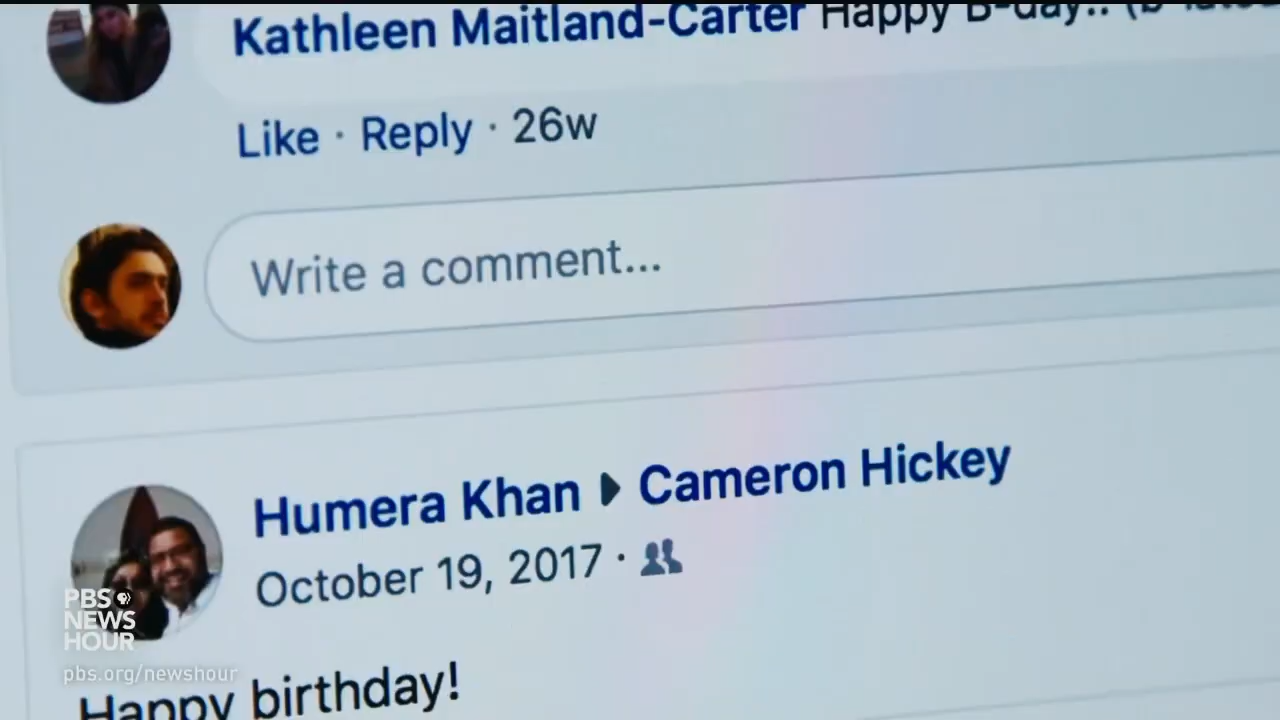 Kathleen Maitland-Carter Happy B-day.. (b-lated
Like · Reply · 26w
Write a comment...
Humera Khan ▸ Cameron Hickey
October 19, 2017 ·
Happy birthday!
PBS
NEWS
HOUR
pbs.org/newshour